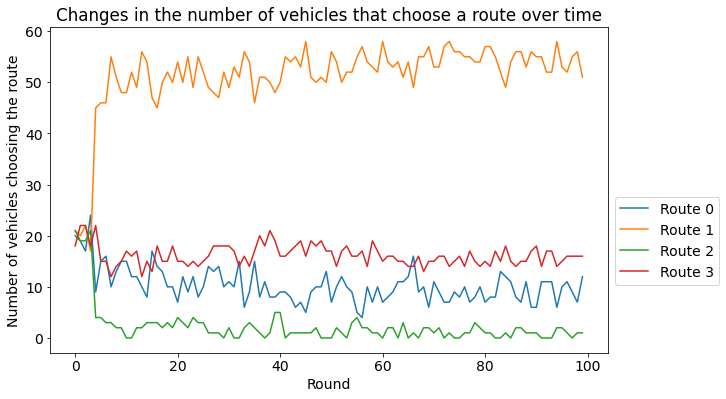 Changes in the number of vehicles that choose a route over time
Number of vehicles choosing the route
60
50
40
30
20
10
0
0 20 40 60 80 100
Round
Route 0
Route 1
Route 2
Route 3